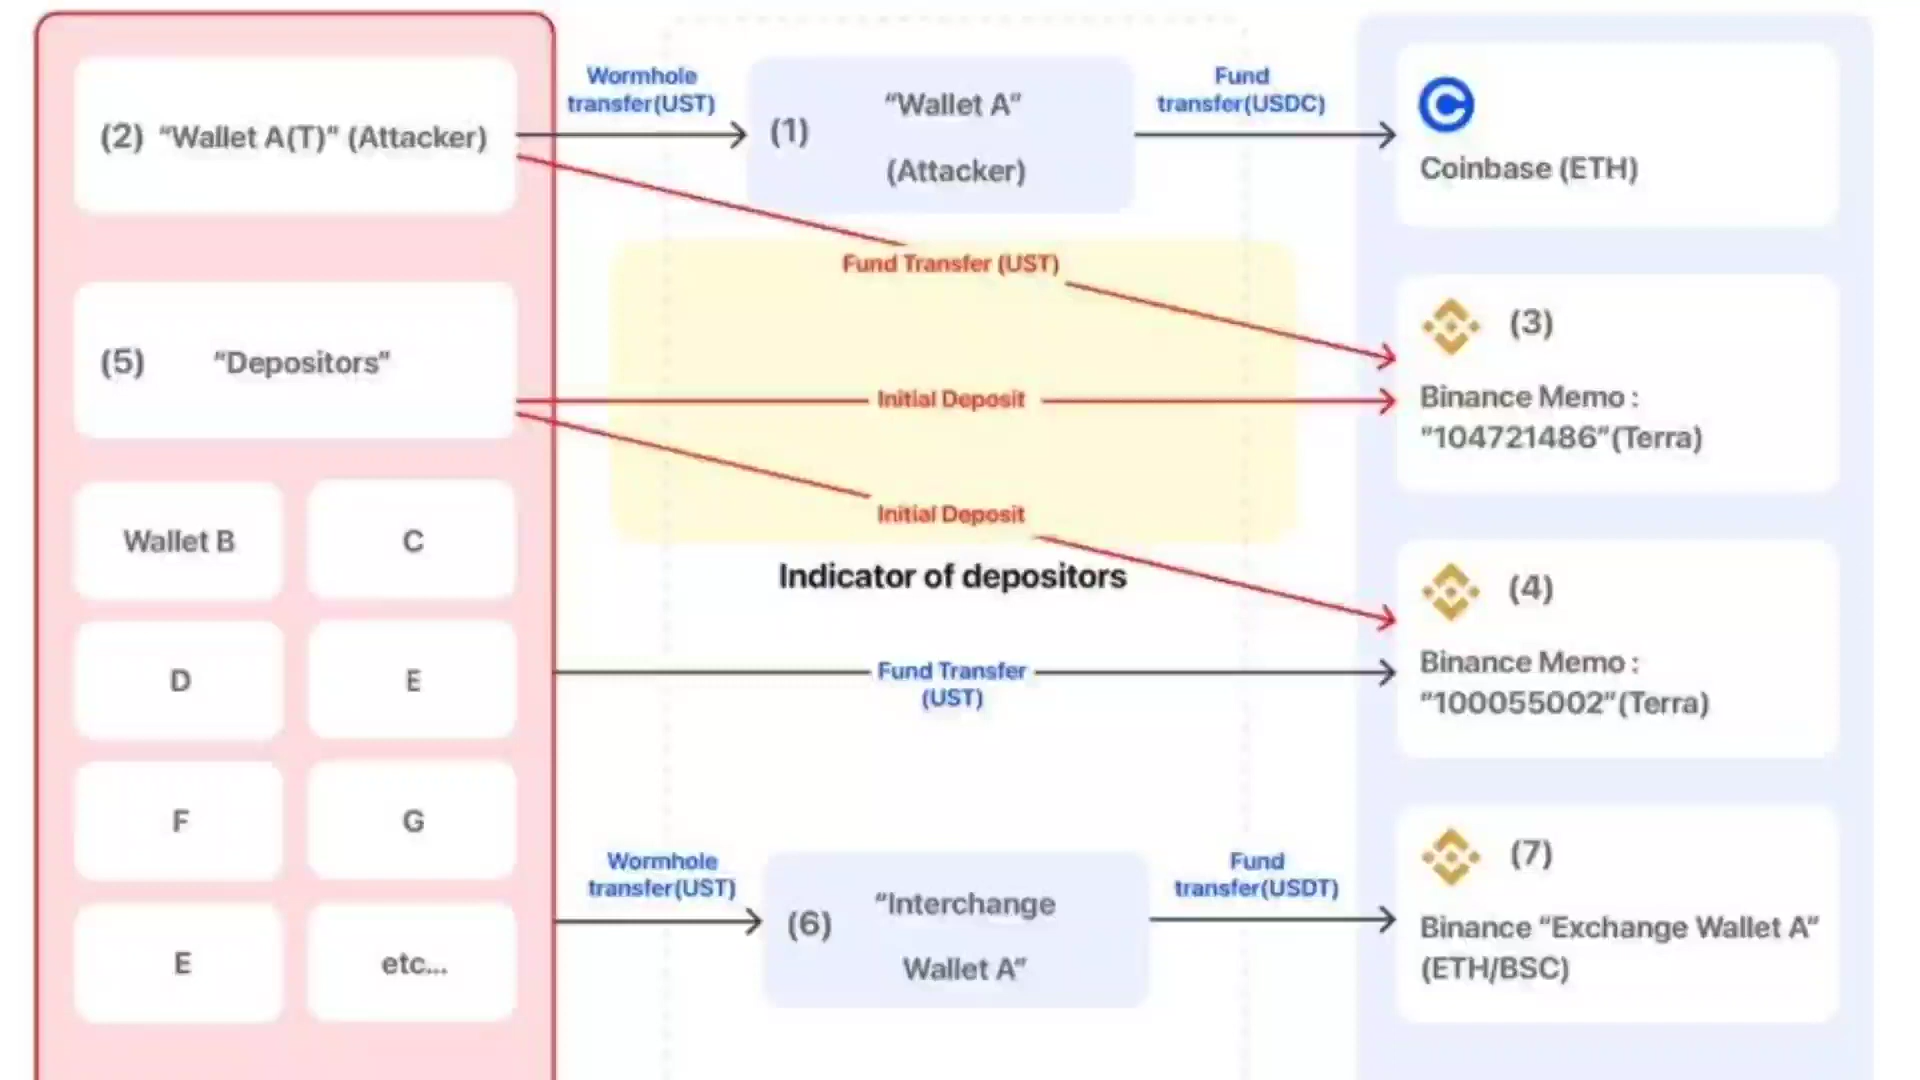 Wormhole
transfer(UST)
Fund
transfer(USDC)
(2) “Wallet A(T)” (Attacker)
(1)
“Wallet A”
(Attacker)
Coinbase (ETH)
Fund Transfer (UST)
(5) “Depositors”
(3)
Binance Memo :
“104721486”(Terra)
Initial Deposit
Initial Deposit
Indicator of depositors
Wallet B
C
(4)
Binance Memo :
“100055002”(Terra)
D
E
Fund Transfer
(UST)
F
G
Wormhole
transfer(UST)
Fund
transfer(USDT)
(6)
“Interchange
Wallet A”
(7)
Binance “Exchange Wallet A”
(ETH/BSC)
E
etc...